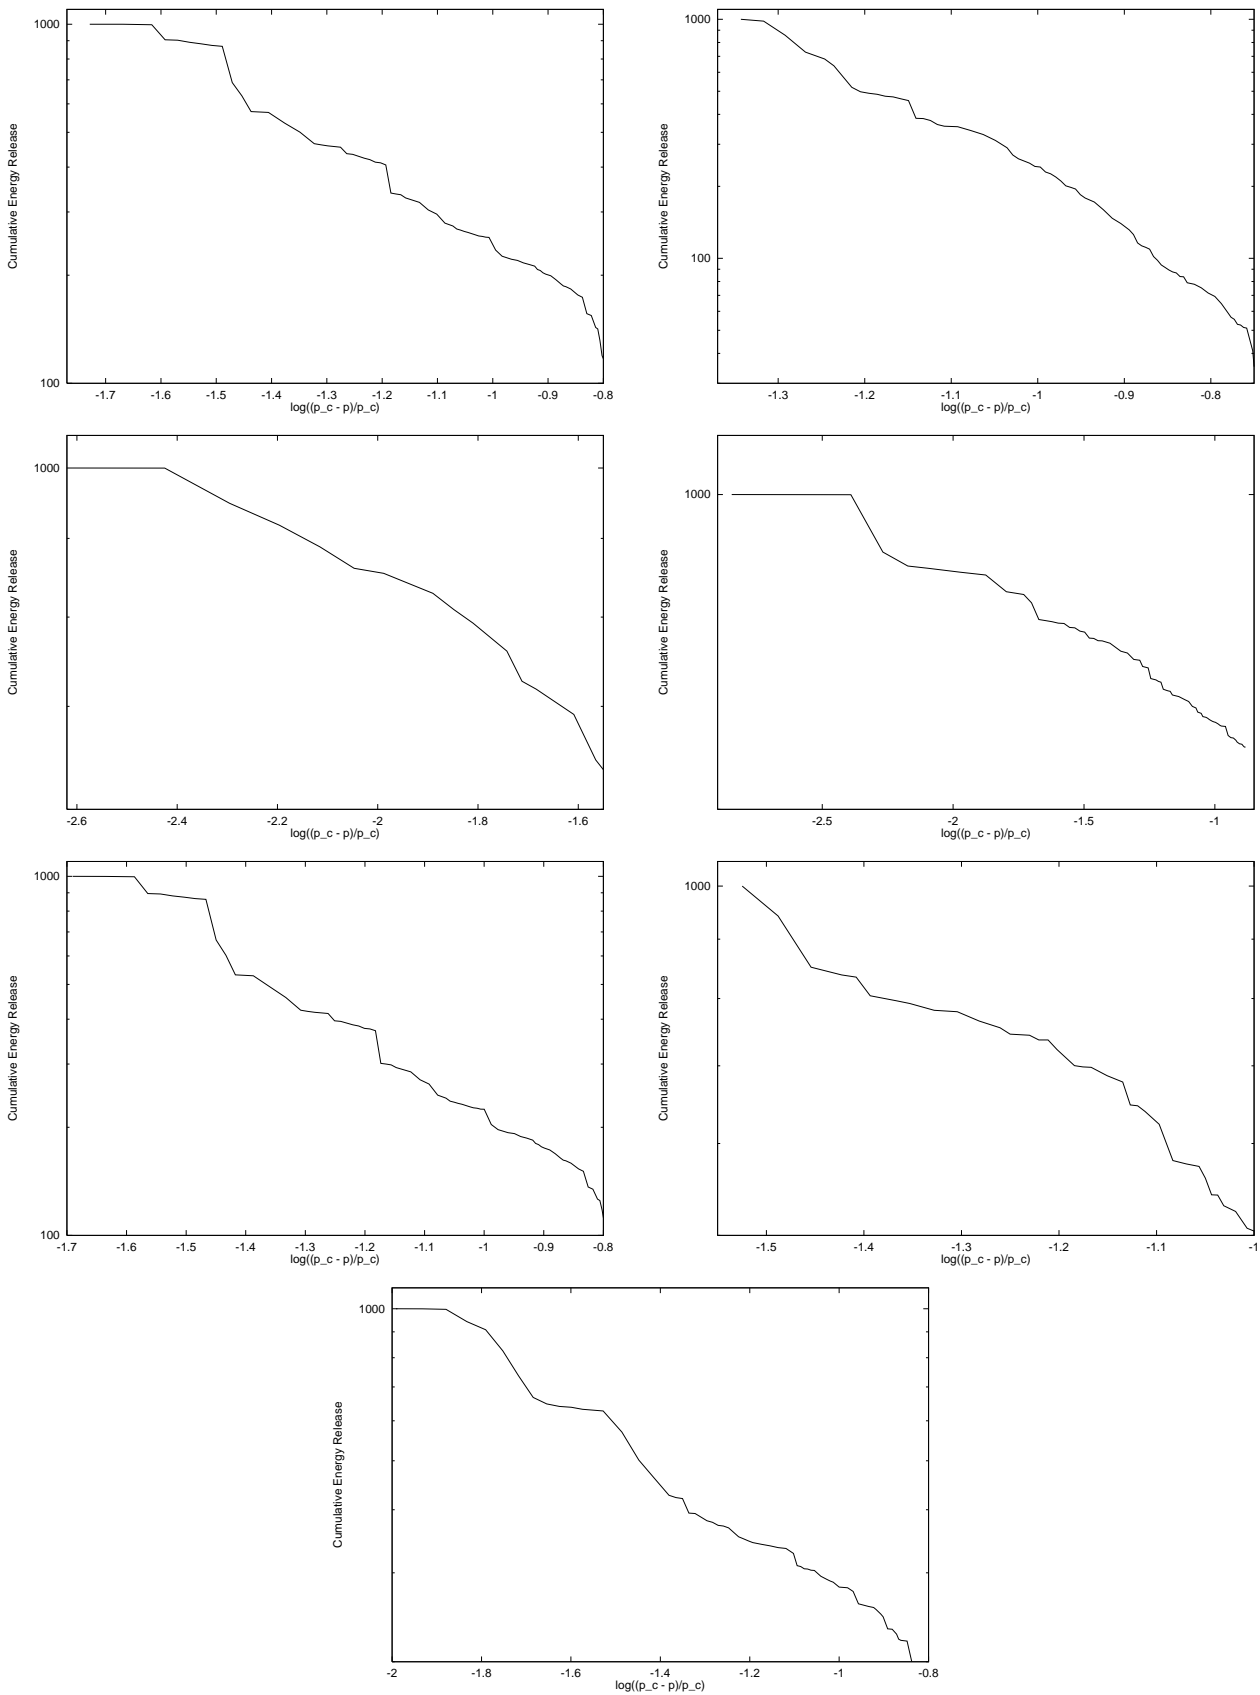 1000
100
Cumulative Energy Release
-1.7 -1.6 -1.5 -1.4 -1.3 -1.2 -1.1 -1 -0.9 -0.8
log((p_c - p)/p_c)
1000
100
Cumulative Energy Release
-1.3 -1.2 -1.1 -1 -0.9 -0.8
log((p_c - p)/p_c)
1000
Cumulative Energy Release
-2.6 -2.4 -2.2 -2 -1.8 -1.6
log((p_c - p)/p_c)
1000
Cumulative Energy Release
-2.5 -2 -1.5 -1
log((p_c - p)/p_c)
1000
100
Cumulative Energy Release
-1.7 -1.6 -1.5 -1.4 -1.3 -1.2 -1.1 -1 -0.9 -0.8
log((p_c - p)/p_c)
1000
Cumulative Energy Release
-1.5 -1.4 -1.3 -1.2 -1.1 -1
log((p_c - p)/p_c)
1000
Cumulative Energy Release
-2 -1.8 -1.6 -1.4 -1.2 -1 -0.8
log((p_c - p)/p_c)